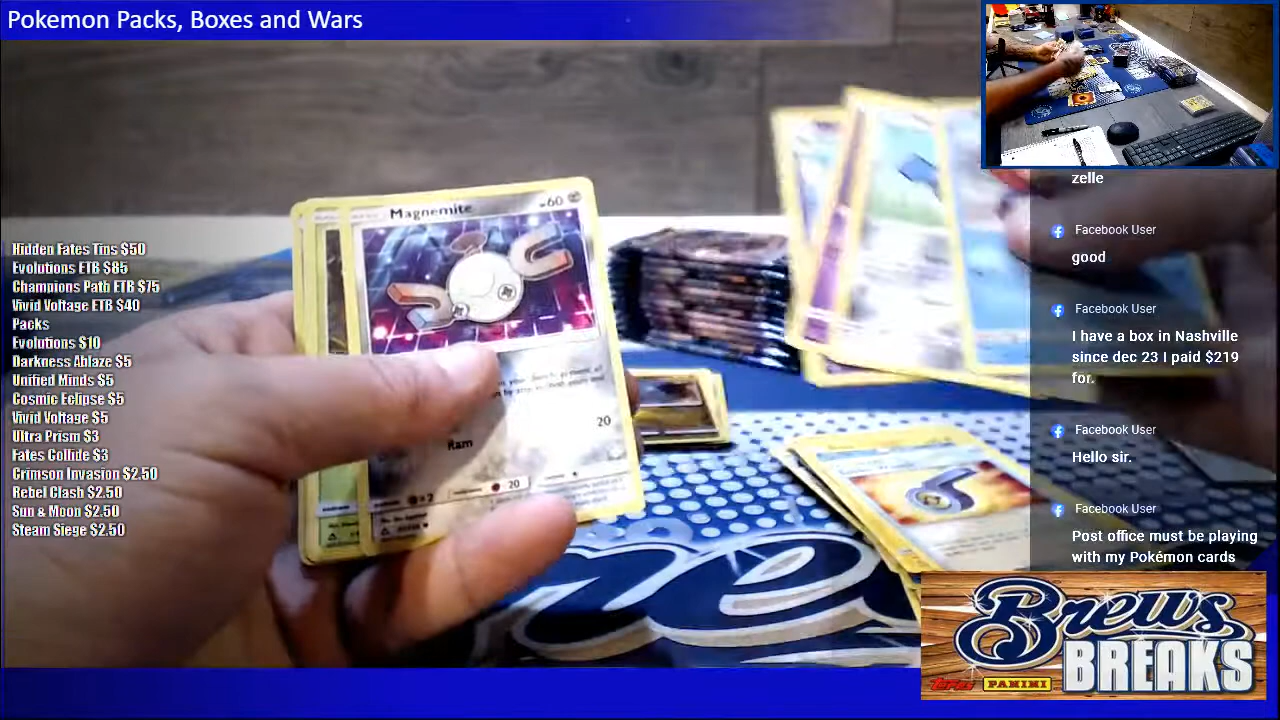 Pokemon Packs, Boxes and Wars
Hidden Fates Tins $50
Evolutions ETB $85
Champions Path ETB $75
Vivid Voltage ETB $40
Packs
Evolutions $10
Darkness Ablaze $5
Unified Minds $5
Cosmic Eclipse $5
Vivid Voltage $5
Ultra Prism $3
Fates Collide $3
Crimson Invasion $2.50
Rebel Clash $2.50
Sun & Moon $2.50
Steam Siege $2.50
Magnemite 60
20
Ram
×2
20
zelle
Facebook User
good
Facebook User
I have a box in Nashville
since dec 23 I paid $219
for.
Facebook User
Hello sir.
Facebook User
Post office must be playing
with my Pokémon cards
Brews
BREAKS
Topps PANINI